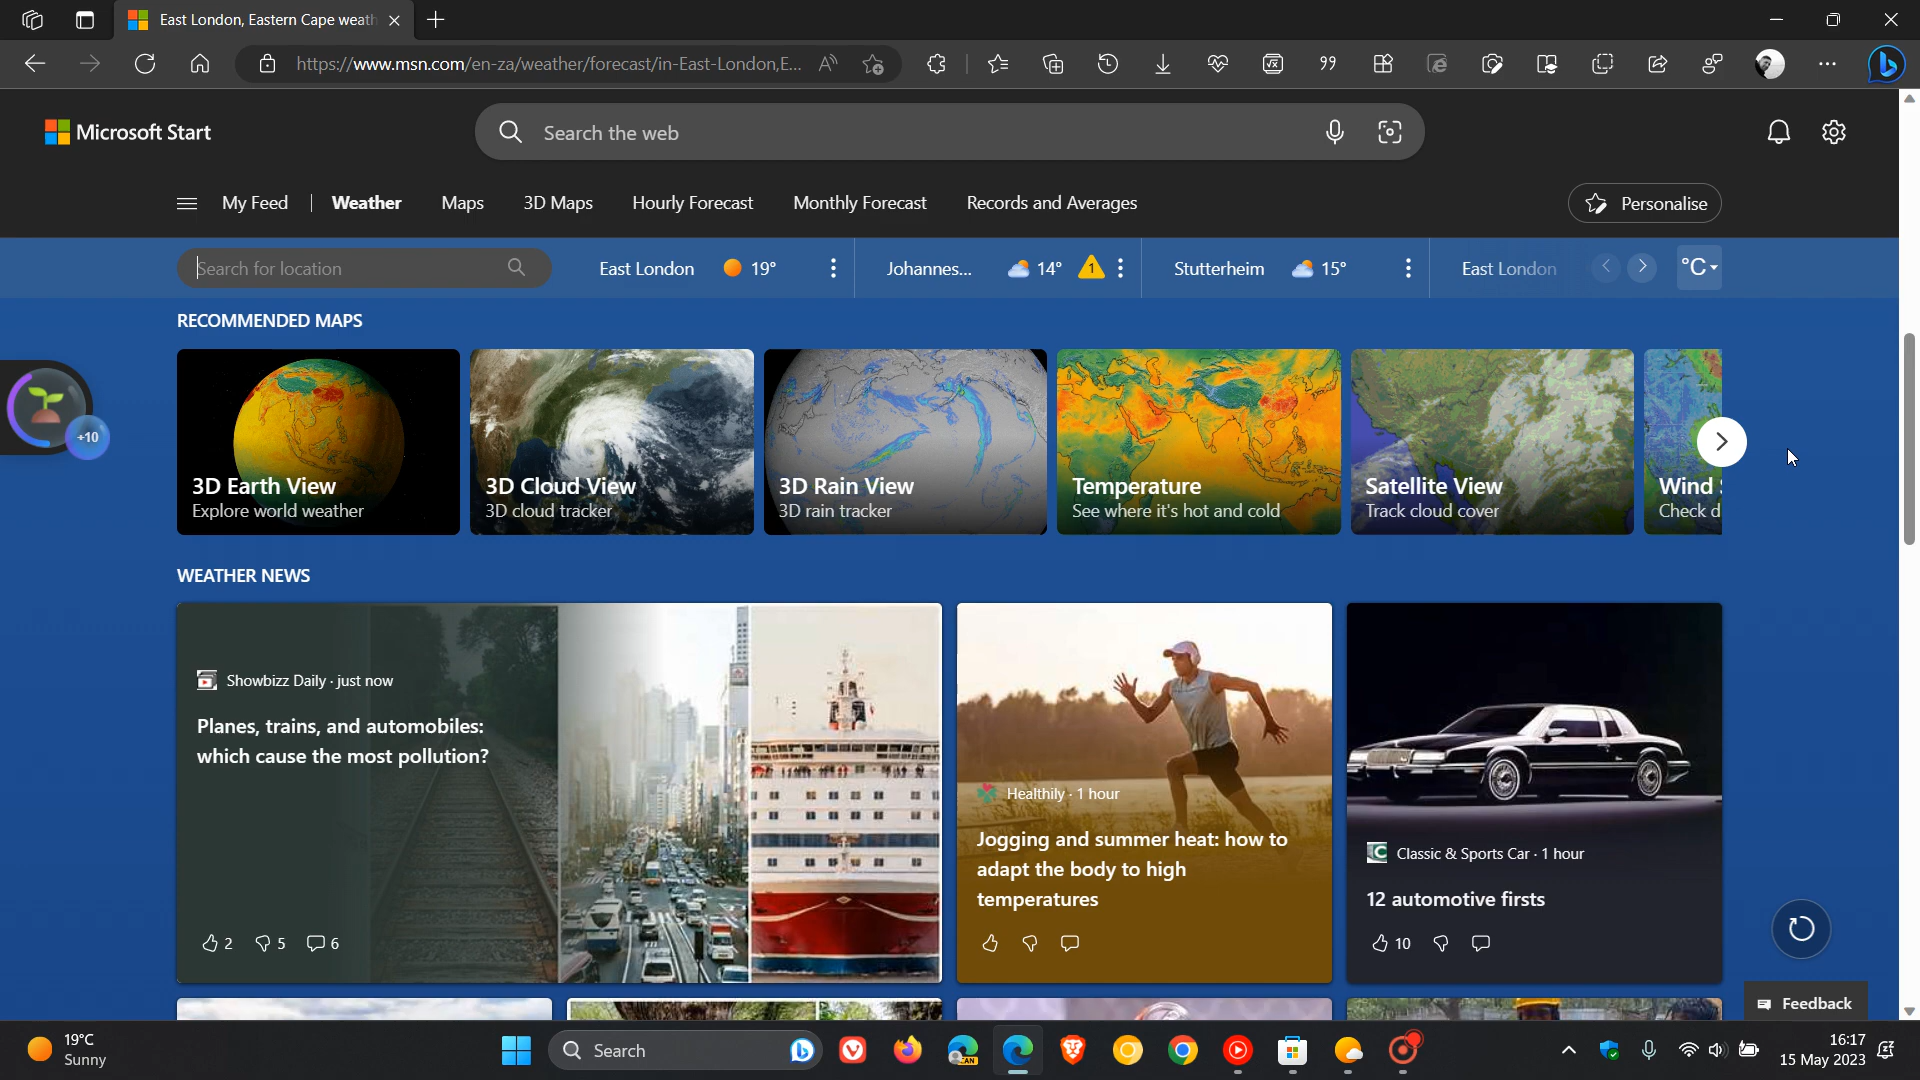 East London, Eastern Cape weath
https://www.msn.com/en-za/weather/forecast/in-East-London,E...
Microsoft Start
Search the web
My Feed
Weather
Maps
3D Maps
Hourly Forecast
Monthly Forecast
Records and Averages
Personalise
Search for location
East London 19°
Johannes... 14° 1
Stutterheim 15°
East London
°C
RECOMMENDED MAPS
+10
3D Earth View
Explore world weather
3D Cloud View
3D cloud tracker
3D Rain View
3D rain tracker
Temperature
See where it's hot and cold
Satellite View
Track cloud cover
Wind
Check d
WEATHER NEWS
Showbizz Daily · just now
Planes, trains, and automobiles:
which cause the most pollution?
2 5 6
Healthily · 1 hour
Jogging and summer heat: how to
adapt the body to high
temperatures
Classic & Sports Car · 1 hour
12 automotive firsts
10
Feedback
19°C
Sunny
Search
CAN
16:17
15 May 2023